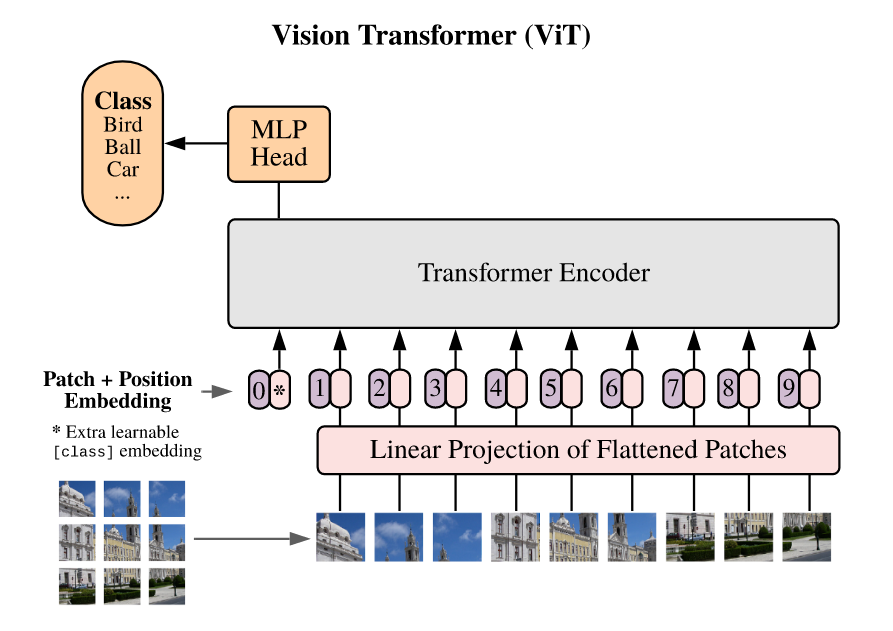 Vision Transformer (ViT)
Class
Bird
Ball
Car
...
MLP
Head
Transformer Encoder
Patch + Position
Embedding
0 * 1 2 3 4 5 6 7 8 9
* Extra learnable
[class] embedding
Linear Projection of Flattened Patches